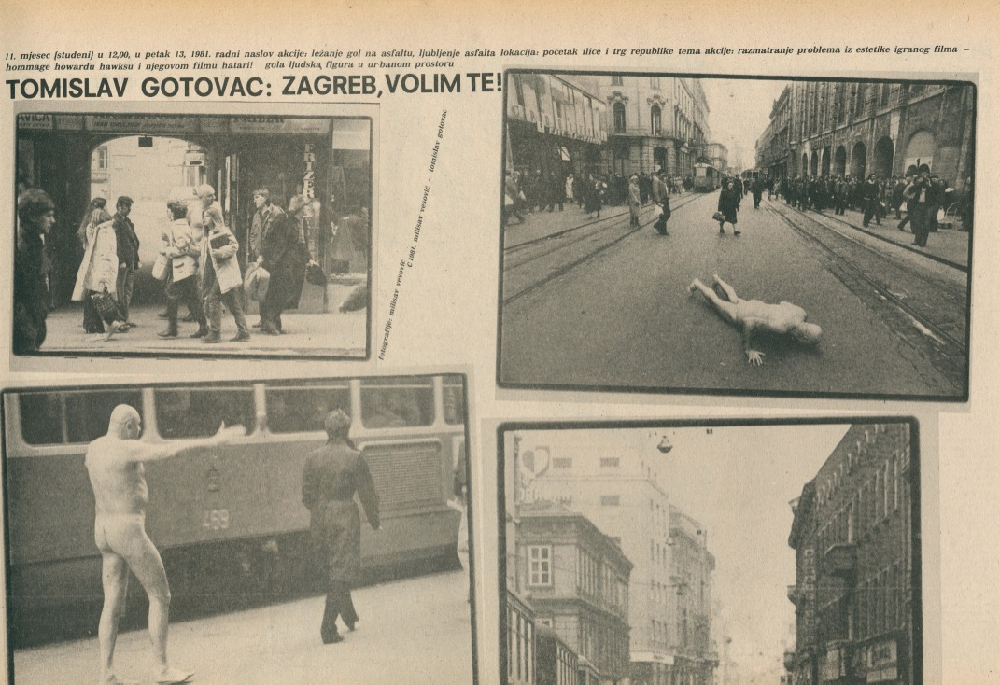 11. mjesec [studeni] u 12,00, u petak 13, 1981. radni naslov akcije: ležanje gol na asfaltu, ljubljenje asfalta lokacija: početak ilice i trg republike tema akcije: razmatranje problema iz estetike igranog filma –
hommage howardu hawksu i njegovom filmu hatari! gola ljudska figura u urbanom prostoru
TOMISLAV GOTOVAC: ZAGREB, VOLIM TE!
fotografije: milisav vesović
© 1981. milisav vesović – tomislav gotovac
FRIZER
499